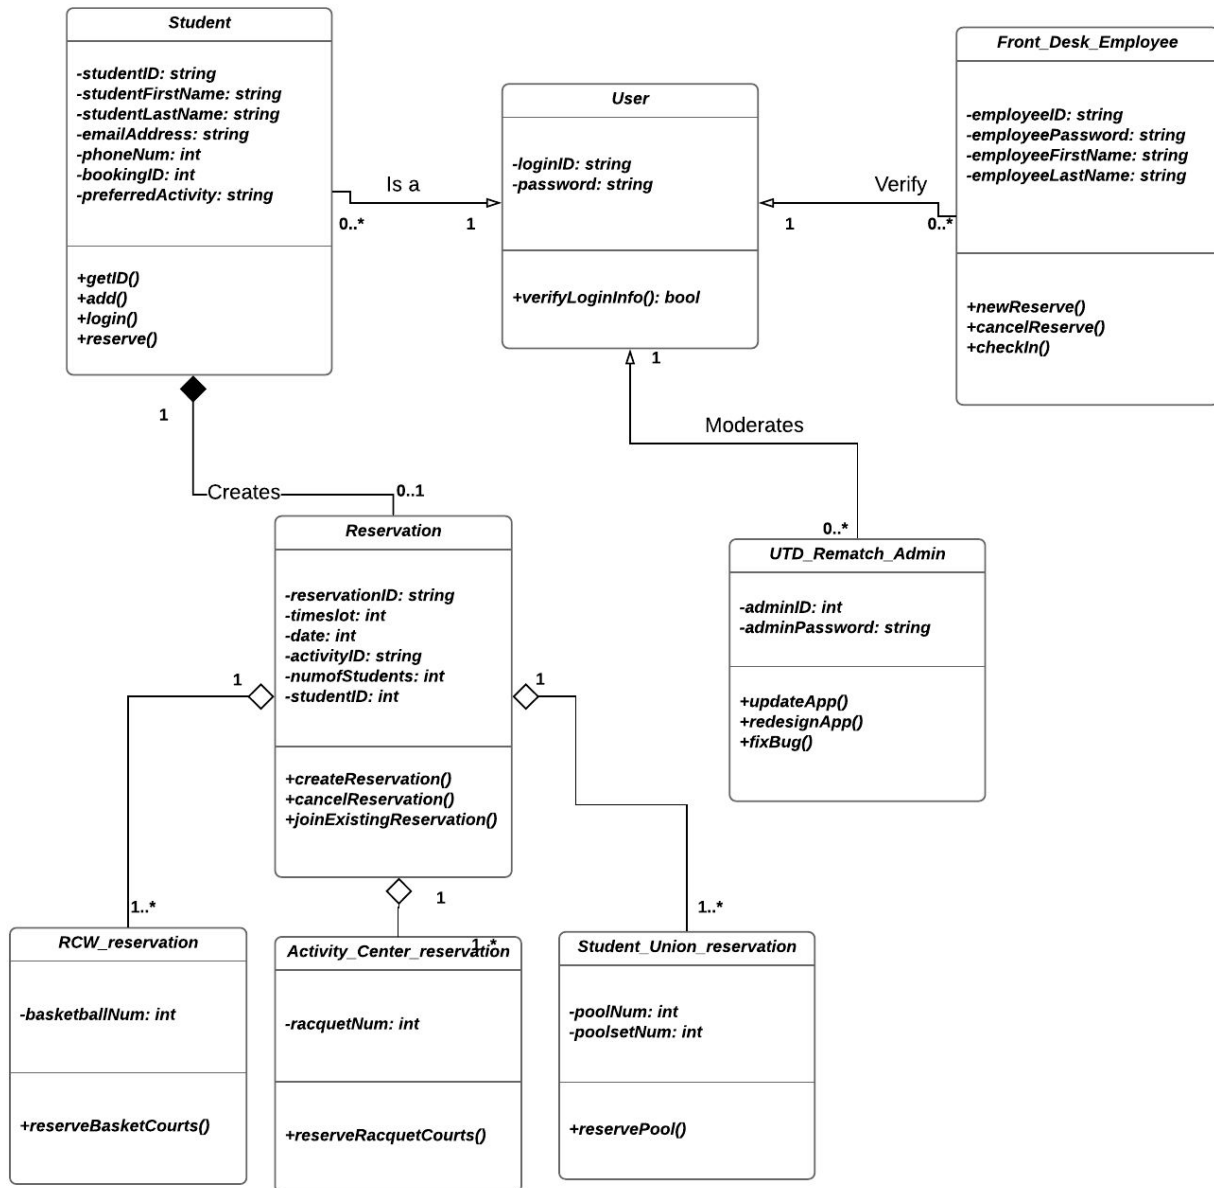 Student
-studentID: string
-studentFirstName: string
-studentLastName: string
-emailAddress: string
-phoneNum: int
-bookingID: int
-preferredActivity: string
+getID()
+add()
+login()
+reserve()
Is a
0..*
1
User
-loginID: string
-password: string
+verifyLoginInfo(): bool
Verify
1
0..*
Front_Desk_Employee
-employeeID: string
-employeePassword: string
-employeeFirstName: string
-employeeLastName: string
+newReserve()
+cancelReserve()
+checkIn()
1
Moderates
0..*
1
Creates
0..1
Reservation
-reservationID: string
-timeslot: int
-date: int
-activityID: string
-numofStudents: int
-studentID: int
+createReservation()
+cancelReservation()
+joinExistingReservation()
UTD_Rematch_Admin
-adminID: int
-adminPassword: string
+updateApp()
+redesignApp()
+fixBug()
1
1
1
1..*
1..*
1..*
RCW_reservation
-basketballNum: int
+reserveBasketCourts()
Activity_Center_reservation
-racquetNum: int
+reserveRacquetCourts()
Student_Union_reservation
-poolNum: int
-poolsetNum: int
+reservePool()